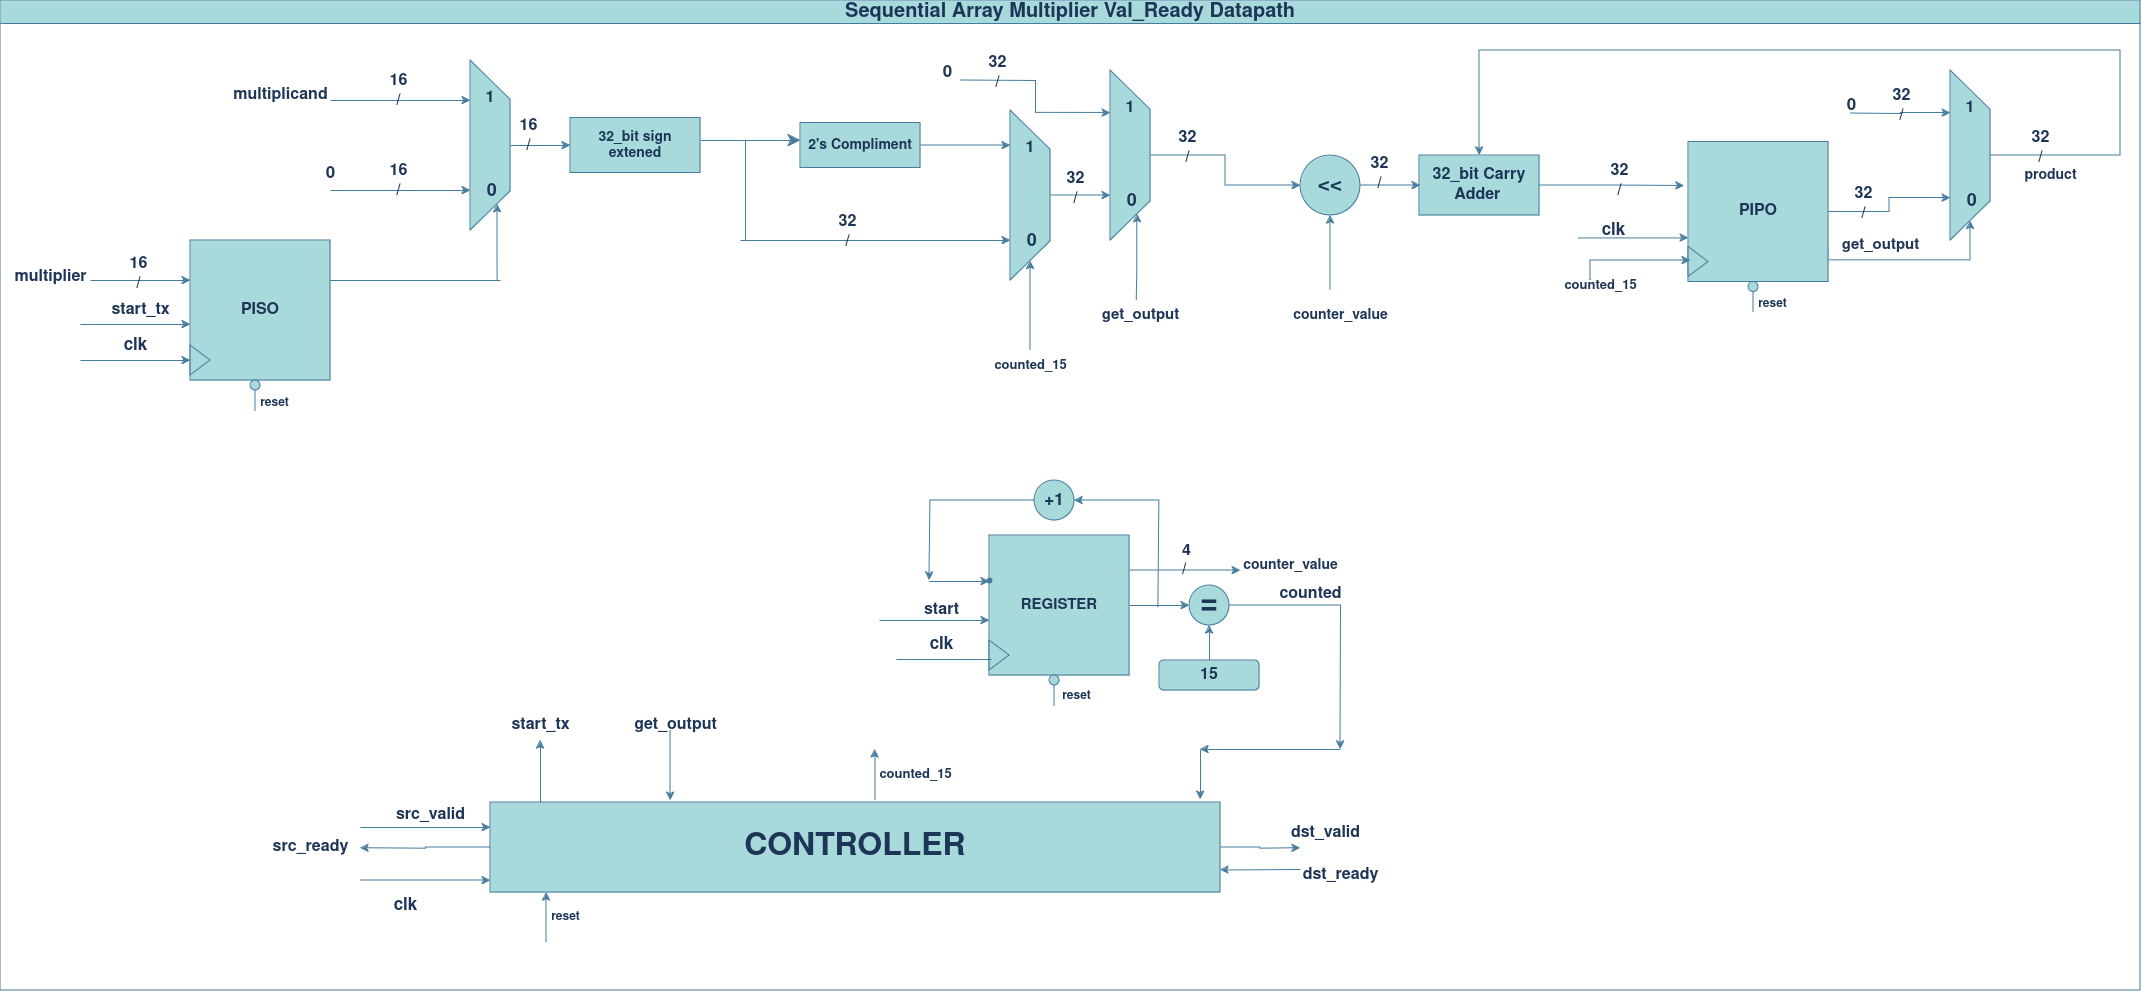 Sequential Array Multiplier Val_Ready Datapath
multiplicand
16
1
0
16
0
16
32_bit sign
extened
2's Compliment
32
0
32
1
0
32
1
0
32
get_output
counted_15
<<
counter_value
32
32_bit Carry
Adder
32
clk
counted_15
PIPO
reset
32
get_output
0
32
1
0
32
product
multiplier
16
start_tx
clk
PISO
reset
+1
REGISTER
start
clk
reset
4
counter_value
=
counted
15
start_tx
get_output
counted_15
src_valid
src_ready
clk
reset
CONTROLLER
dst_valid
dst_ready